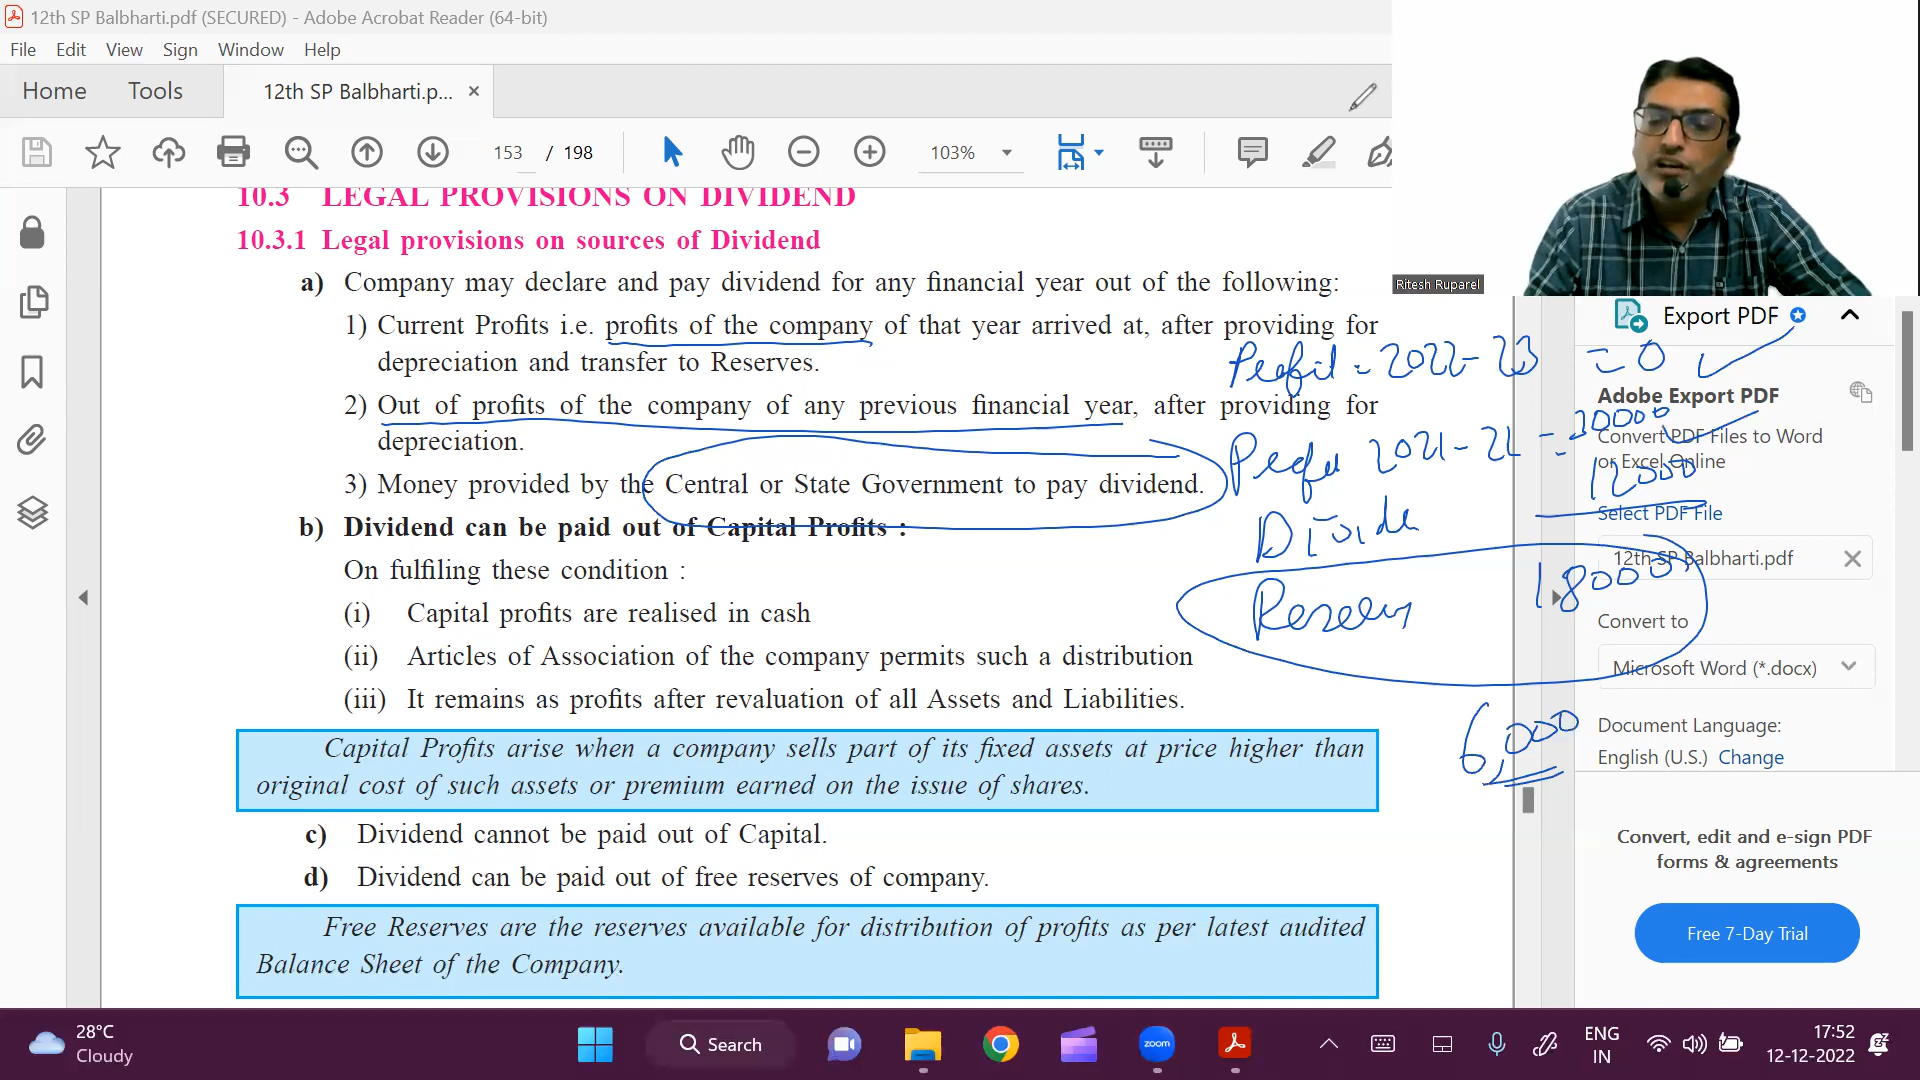 12th SP Balbharti.pdf (SECURED) - Adobe Acrobat Reader (64-bit)
File Edit View Sign Window Help
Home Tools 12th SP Balbharti.p... ×
153 / 198 103%
10.3 LEGAL PROVISIONS ON DIVIDEND
10.3.1 Legal provisions on sources of Dividend
a) Company may declare and pay dividend for any financial year out of the following:
1) Current Profits i.e. profits of the company of that year arrived at, after providing for
depreciation and transfer to Reserves.
2) Out of profits of the company of any previous financial year, after providing for
depreciation.
3) Money provided by the Central or State Government to pay dividend.
b) Dividend can be paid out of Capital Profits :
On fulfiling these condition :
(i) Capital profits are realised in cash
(ii) Articles of Association of the company permits such a distribution
(iii) It remains as profits after revaluation of all Assets and Liabilities.
Capital Profits arise when a company sells part of its fixed assets at price higher than
original cost of such assets or premium earned on the issue of shares.
c) Dividend cannot be paid out of Capital.
d) Dividend can be paid out of free reserves of company.
Free Reserves are the reserves available for distribution of profits as per latest audited
Balance Sheet of the Company.
Profit = 2022-23 = 0
2021-22 =
12000
18000
6,000
Ritesh Ruparel
Export PDF
Adobe Export PDF
Convert PDF Files to Word
or Excel Online
Select PDF File
12th SP Balbharti.pdf
Convert to
Microsoft Word (*.docx)
Document Language:
English (U.S.) Change
Convert, edit and e-sign PDF
forms & agreements
Free 7-Day Trial
28°C
Cloudy
Search
zoom
ENG
IN
17:52
12-12-2022